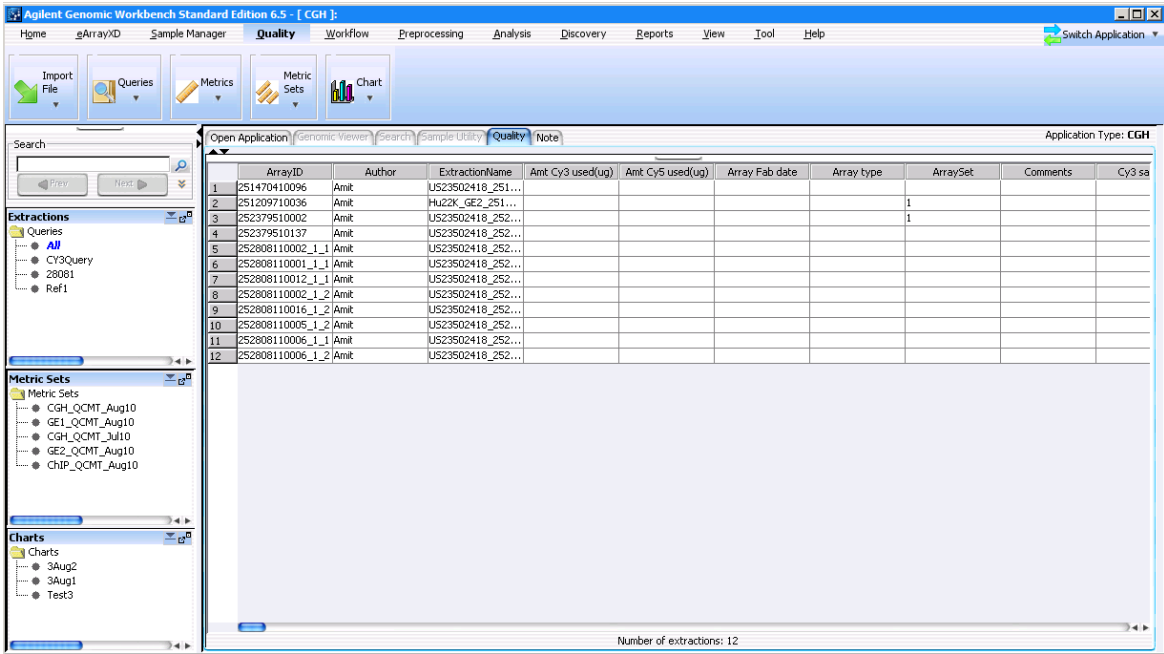 Agilent Genomic Workbench Standard Edition 6.5 - [ CGH ]:
Home eArrayXD Sample Manager Quality Workflow Preprocessing Analysis Discovery Reports View Tool Help Switch Application
Import File Queries Metrics Metric Sets Chart
Search
Prev Next
Extractions
Queries
All
CY3Query
28081
Ref1
Metric Sets
Metric Sets
CGH_QCMT_Aug10
GE1_QCMT_Aug10
CGH_QCMT_Jul10
GE2_QCMT_Aug10
ChIP_QCMT_Aug10
Charts
Charts
3Aug2
3Aug1
Test3
Open Application Genomic Viewer Search Sample Utility Quality Note Application Type: CGH
ArrayID Author ExtractionName Amt Cy3 used(ug) Amt Cy5 used(ug) Array Fab date Array type ArraySet Comments Cy3 sa
1 251470410096 Amit US23502418_251...
2 251209710036 Amit Hu22K_GE2_251... 1
3 252379510002 Amit US23502418_252... 1
4 252379510137 Amit US23502418_252...
5 252808110002_1_1 Amit US23502418_252...
6 252808110001_1_1 Amit US23502418_252...
7 252808110012_1_1 Amit US23502418_252...
8 252808110002_1_2 Amit US23502418_252...
9 252808110016_1_2 Amit US23502418_252...
10 252808110005_1_2 Amit US23502418_252...
11 252808110006_1_1 Amit US23502418_252...
12 252808110006_1_2 Amit US23502418_252...
Number of extractions: 12